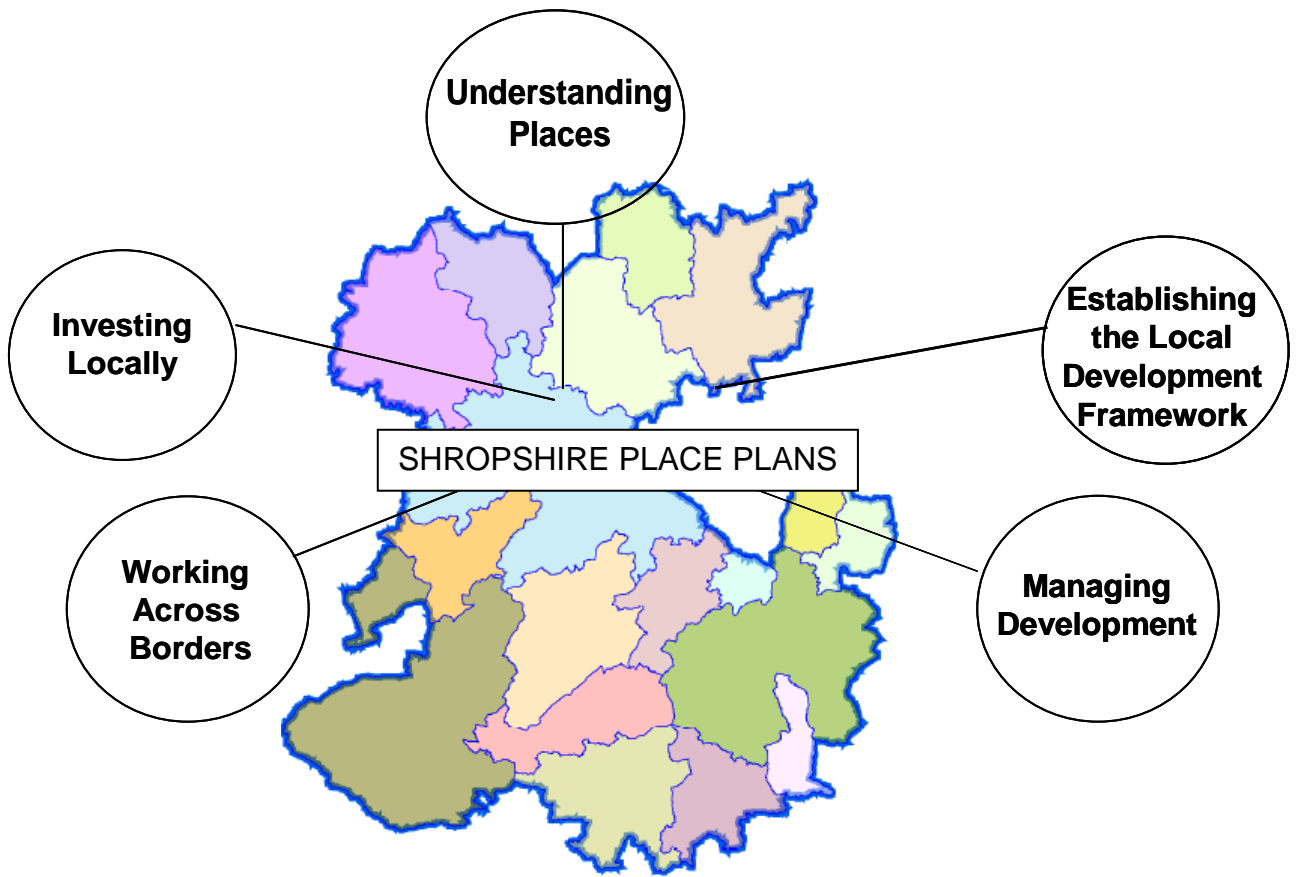 Understanding
Places
Investing
Locally
Establishing
the Local
Development
Framework
SHROPSHIRE PLACE PLANS
Working
Across
Borders
Managing
Development